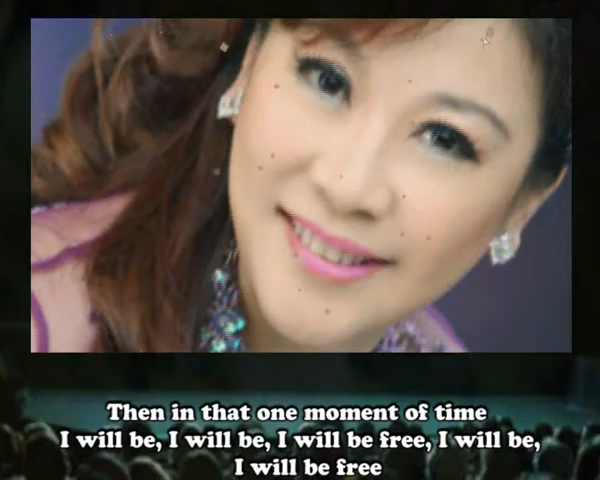 Then in that one moment of time
I will be, I will be, I will be free, I will be,
I will be free